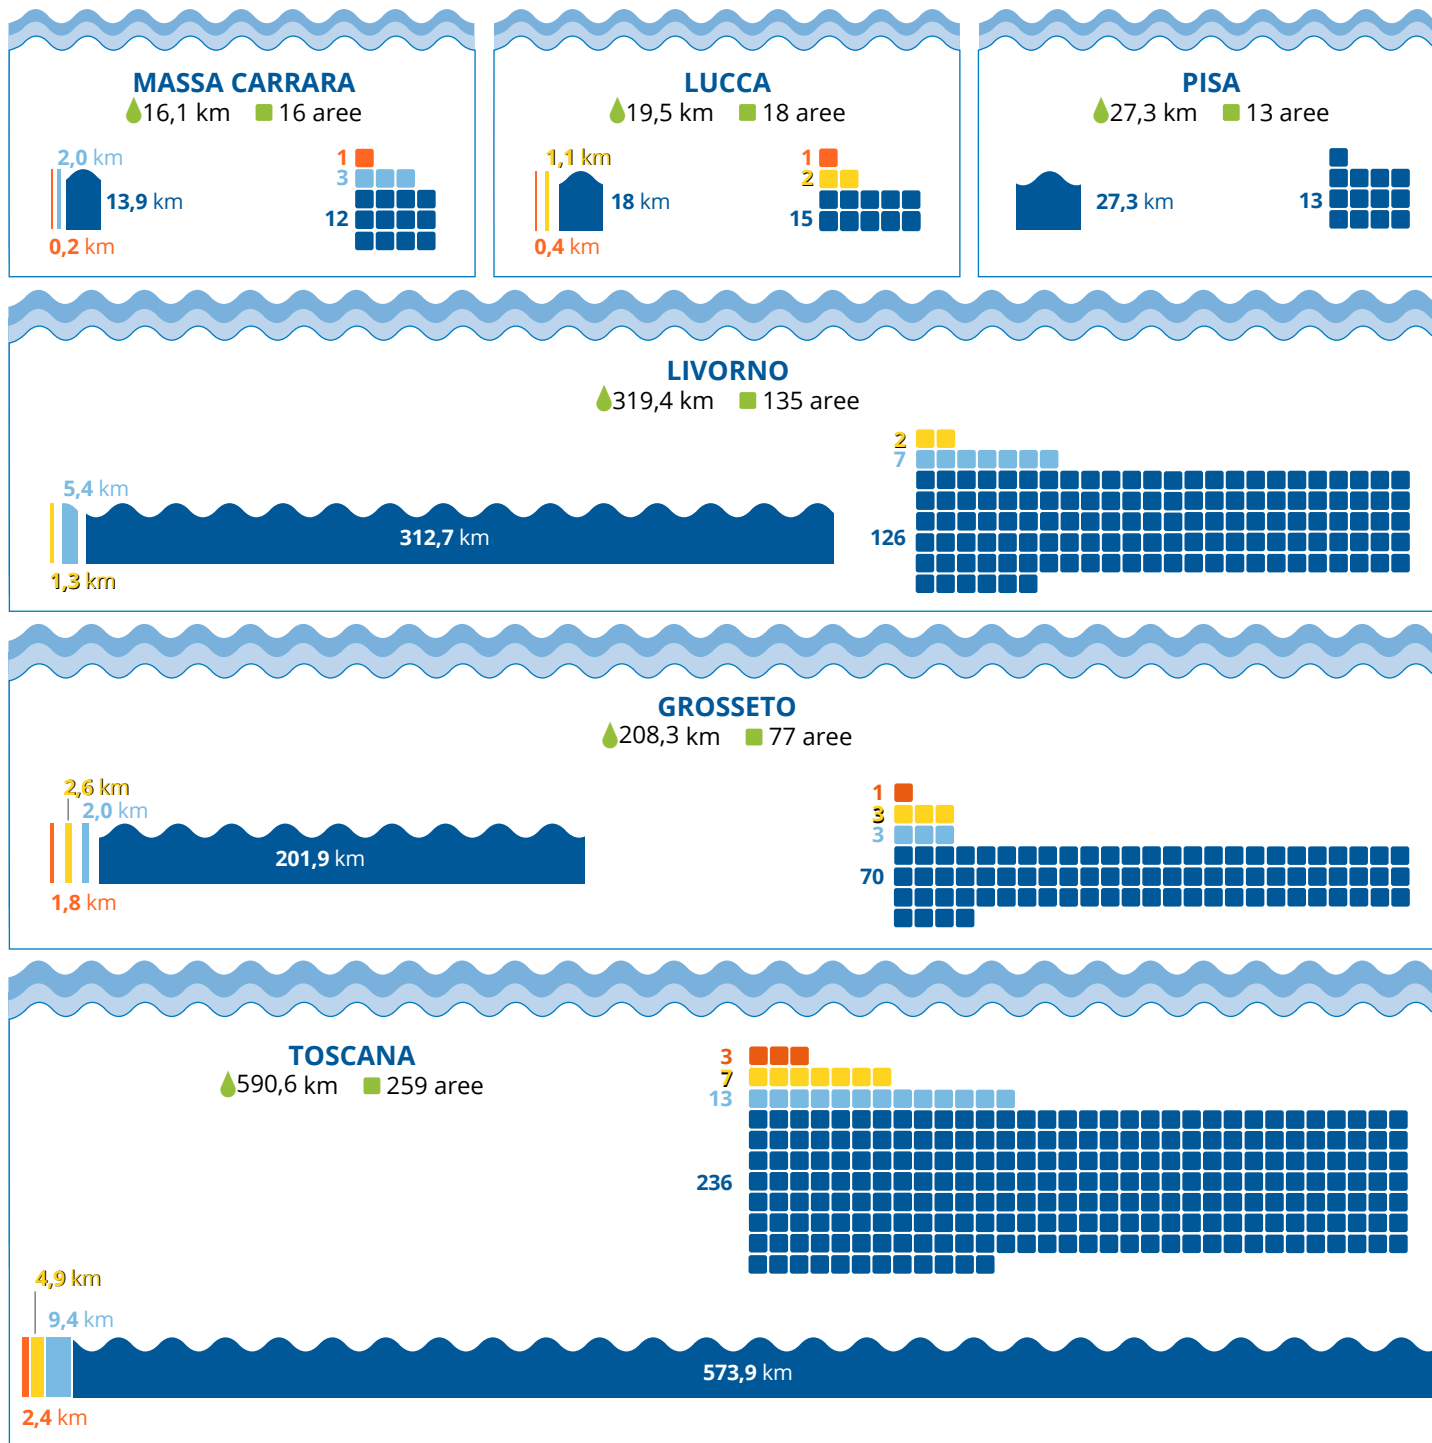 MASSA CARRARA
16,1 km 16 aree
2,0 km
13,9 km
0,2 km
1
3
12
LUCCA
19,5 km 18 aree
1,1 km
18 km
0,4 km
1
2
15
PISA
27,3 km 13 aree
27,3 km
13
LIVORNO
319,4 km 135 aree
5,4 km
312,7 km
1,3 km
2
7
126
GROSSETO
208,3 km 77 aree
2,6 km
2,0 km
201,9 km
1,8 km
1
3
3
70
TOSCANA
590,6 km 259 aree
3
7
13
236
4,9 km
9,4 km
573,9 km
2,4 km